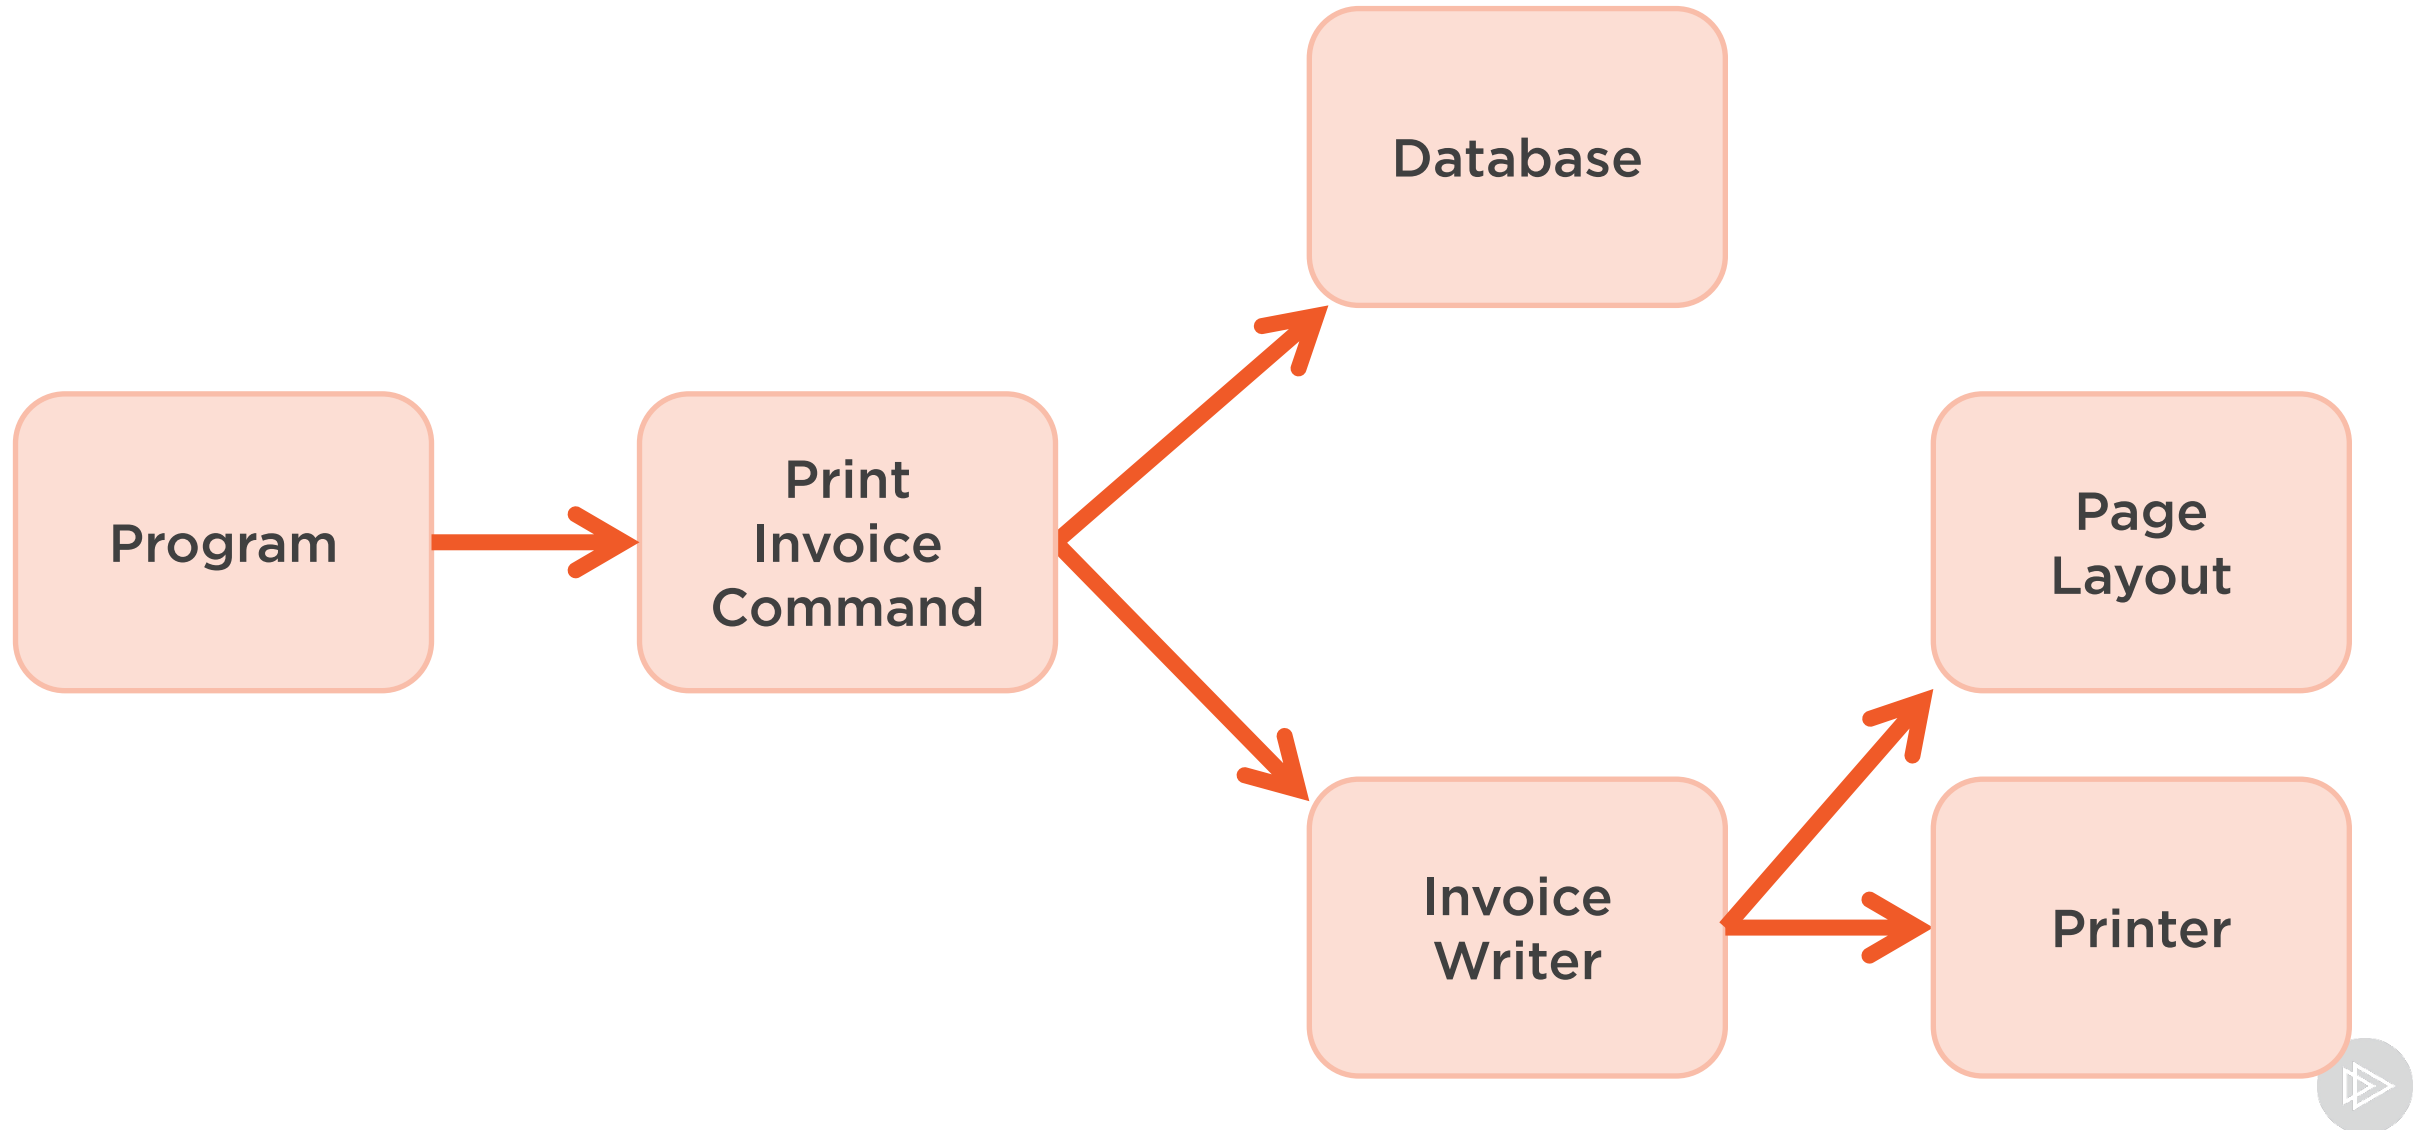 Database
Program
Print
Invoice
Command
Page
Layout
Invoice
Writer
Printer